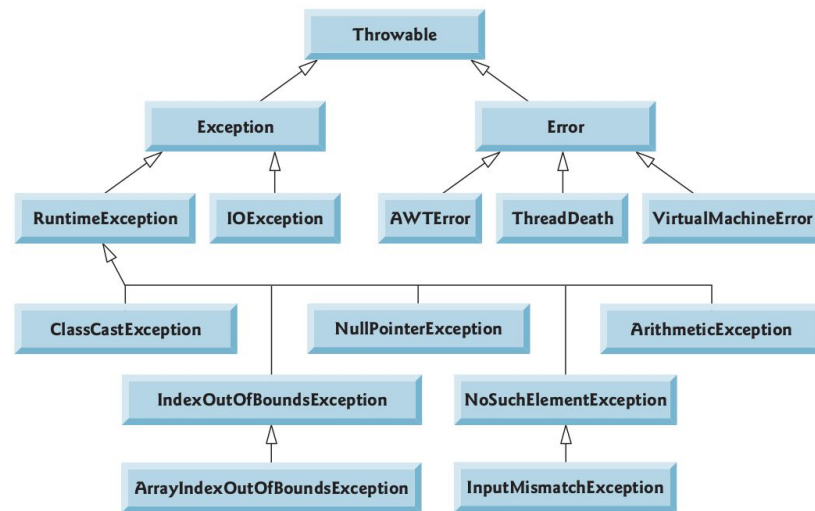 Throwable
Exception
Error
RuntimeException
IOException
AWTError
ThreadDeath
VirtualMachineError
ClassCastException
NullPointerException
ArithmeticException
IndexOutOfBoundsException
NoSuchElementException
ArrayIndexOutOfBoundsException
InputMismatchException